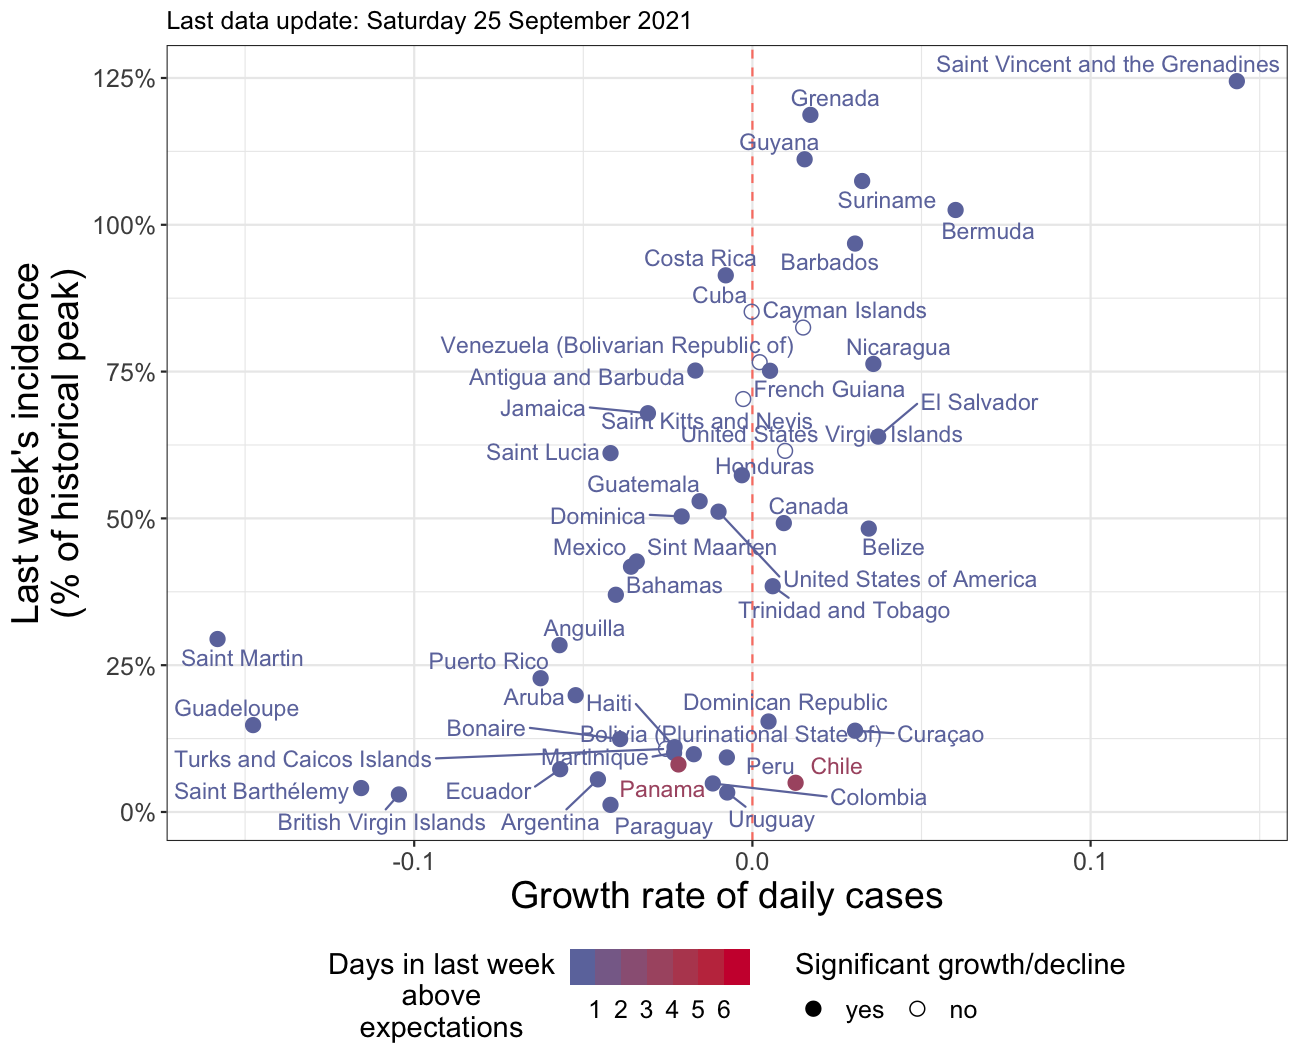 Last data update: Saturday 25 September 2021
Last week's incidence
(% of historical peak)
125%
100%
75%
50%
25%
0%
Saint Vincent and the Grenadines
Grenada
Guyana
Suriname
Bermuda
Barbados
Costa Rica
Cuba
Cayman Islands
Venezuela (Bolivarian Republic of)
Nicaragua
Antigua and Barbuda
French Guiana
Jamaica
El Salvador
Saint Kitts and Nevis
United States Virgin Islands
Saint Lucia
Honduras
Guatemala
Canada
Dominica
Mexico
Sint Maarten
Belize
United States of America
Bahamas
Trinidad and Tobago
Anguilla
Saint Martin
Puerto Rico
Aruba
Haiti
Dominican Republic
Guadeloupe
Bonaire
Bolivia (Plurinational State of)
Curaçao
Turks and Caicos Islands
Martinique
Peru
Chile
Saint Barthélemy
Ecuador
Panama
Colombia
British Virgin Islands
Argentina
Paraguay
Uruguay
-0.1
0.0
0.1
Growth rate of daily cases
Days in last week
above
expectations
1 2 3 4 5 6
Significant growth/decline
yes
no